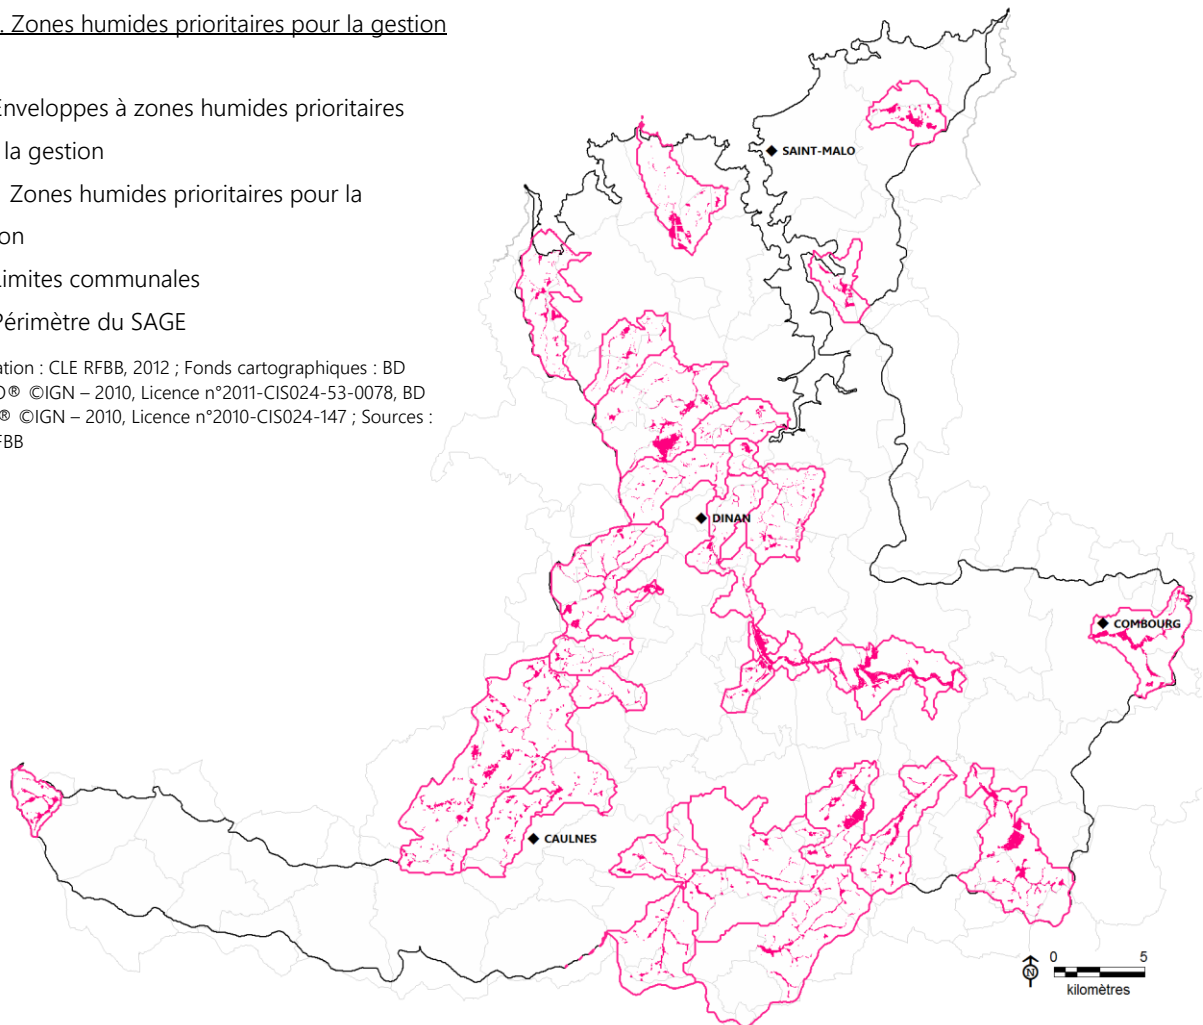 . Zones humides prioritaires pour la gestion
Enveloppes à zones humides prioritaires
la gestion
Zones humides prioritaires pour la
on
Limites communales
Périmètre du SAGE
ation : CLE RFBB, 2012 ; Fonds cartographiques : BD
O® ©IGN – 2010, Licence n°2011-CIS024-53-0078, BD
® ©IGN – 2010, Licence n°2010-CIS024-147 ; Sources :
FBB
SAINT-MALO
DINAN
COMBOURG
CAULNES
N
0 5
kilomètres